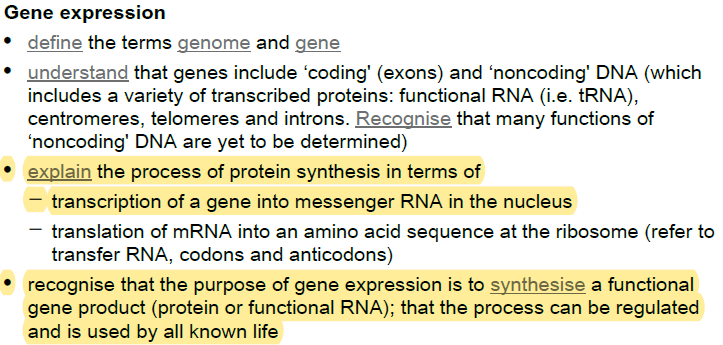 Gene expression
• define the terms genome and gene
• understand that genes include ‘coding' (exons) and ‘noncoding' DNA (which
includes a variety of transcribed proteins: functional RNA (i.e. tRNA),
centromeres, telomeres and introns. Recognise that many functions of
‘noncoding' DNA are yet to be determined)
• explain the process of protein synthesis in terms of
− transcription of a gene into messenger RNA in the nucleus
− translation of mRNA into an amino acid sequence at the ribosome (refer to
transfer RNA, codons and anticodons)
• recognise that the purpose of gene expression is to synthesise a functional
gene product (protein or functional RNA); that the process can be regulated
and is used by all known life